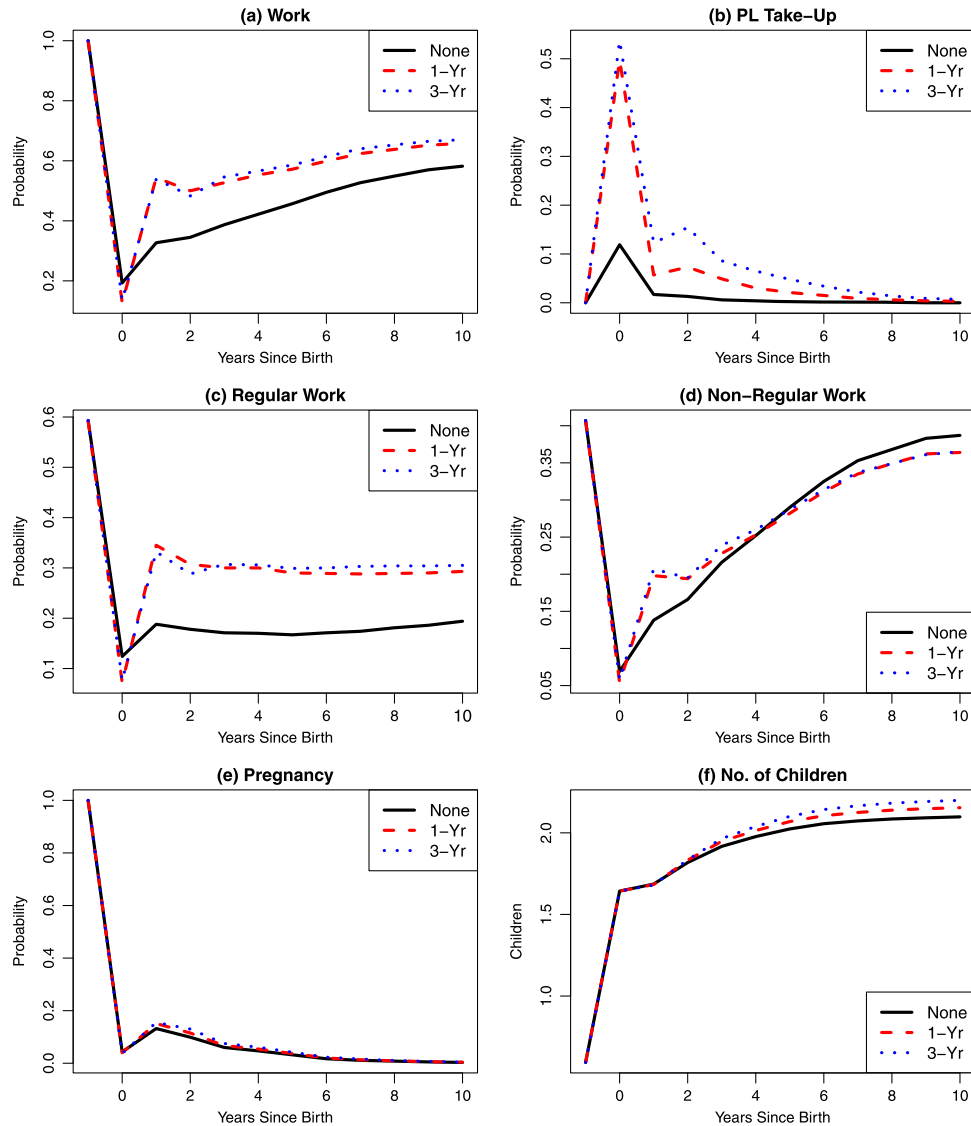 (a) Work
Probability
1.0
0.8
0.6
0.4
0.2
None
1−Yr
3−Yr
0 2 4 6 8 10
Years Since Birth
(b) PL Take−Up
Probability
0.5
0.4
0.3
0.2
0.1
0.0
None
1−Yr
3−Yr
0 2 4 6 8 10
Years Since Birth
(c) Regular Work
Probability
0.6
0.5
0.4
0.3
0.2
0.1
None
1−Yr
3−Yr
0 2 4 6 8 10
Years Since Birth
(d) Non−Regular Work
Probability
0.35
0.25
0.15
0.05
None
1−Yr
3−Yr
0 2 4 6 8 10
Years Since Birth
(e) Pregnancy
Probability
1.0
0.8
0.6
0.4
0.2
0.0
None
1−Yr
3−Yr
0 2 4 6 8 10
Years Since Birth
(f) No. of Children
Children
2.0
1.5
1.0
None
1−Yr
3−Yr
0 2 4 6 8 10
Years Since Birth